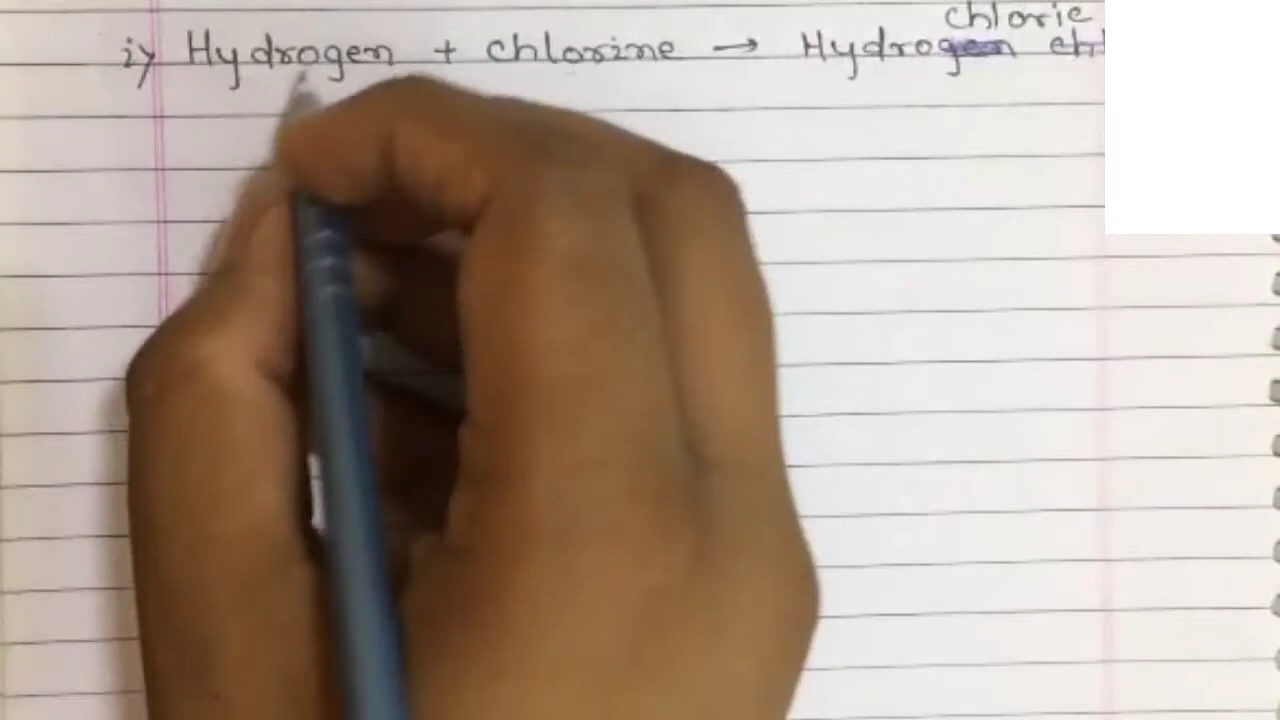 chloric
i) Hydrogen + chlorine → Hydrogen